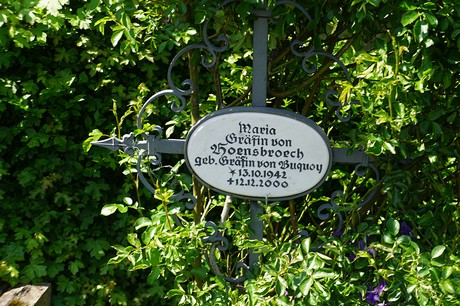 Maria
Gräfin von
Hoensbroech
geb. Gräfin von Buquoy
* 13.10.1942
† 12.12.2000